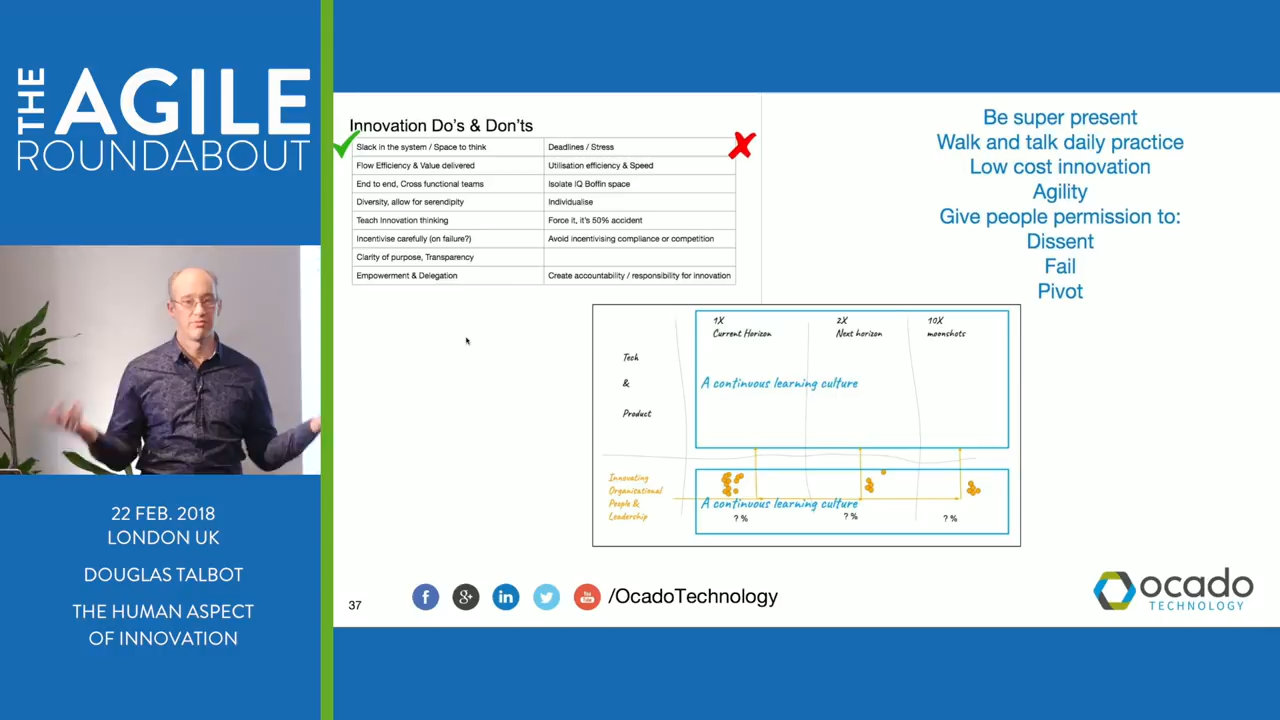 THE AGILE
ROUNDABOUT
22 FEB. 2018
LONDON UK
DOUGLAS TALBOT
THE HUMAN ASPECT
OF INNOVATION
Innovation Do's & Don'ts
Slack in the system / Space to think
Deadlines / Stress
Flow Efficiency & Value delivered
Utilisation efficiency & Speed
End to end, Cross functional teams
Isolate IQ Boffin space
Diversity, allow for serendipity
Individualise
Teach Innovation thinking
Force it, it's 50% accident
Incentivise carefully (on failure?)
Avoid incentivising compliance or competition
Clarity of purpose, Transparency
Empowerment & Delegation
Create accountability / responsibility for innovation
Be super present
Walk and talk daily practice
Low cost innovation
Agility
Give people permission to:
Dissent
Fail
Pivot
1X
Current Horizon
2X
Next horizon
10X
moonshots
Tech
&
Product
A continuous learning culture
Innovating
Organisational
People &
Leadership
A continuous learning culture
? %
? %
? %
37
f
g+
in
You Tube
/OcadoTechnology
ocado
TECHNOLOGY